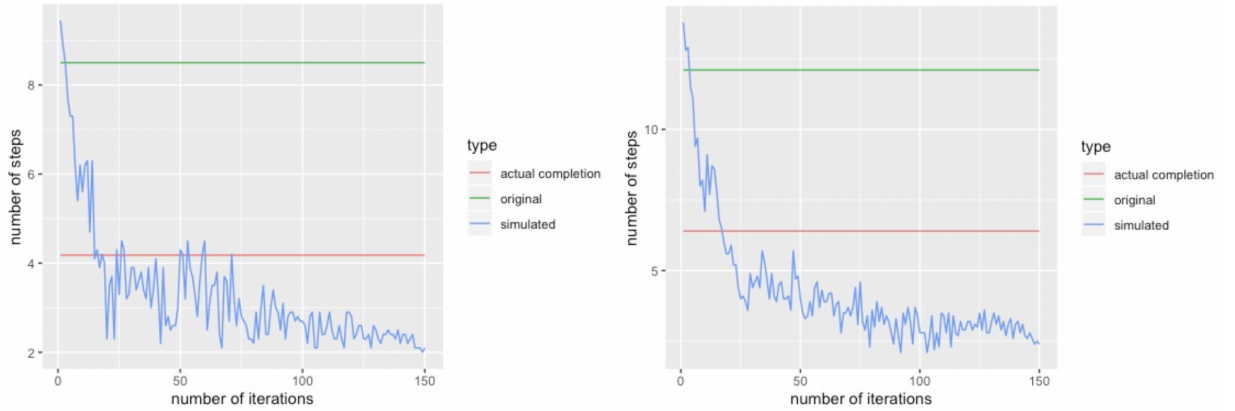 number of steps
8
6
4
2
0
50
100
150
number of iterations
type
actual completion
original
simulated
number of steps
10
5
0
50
100
150
number of iterations
type
actual completion
original
simulated